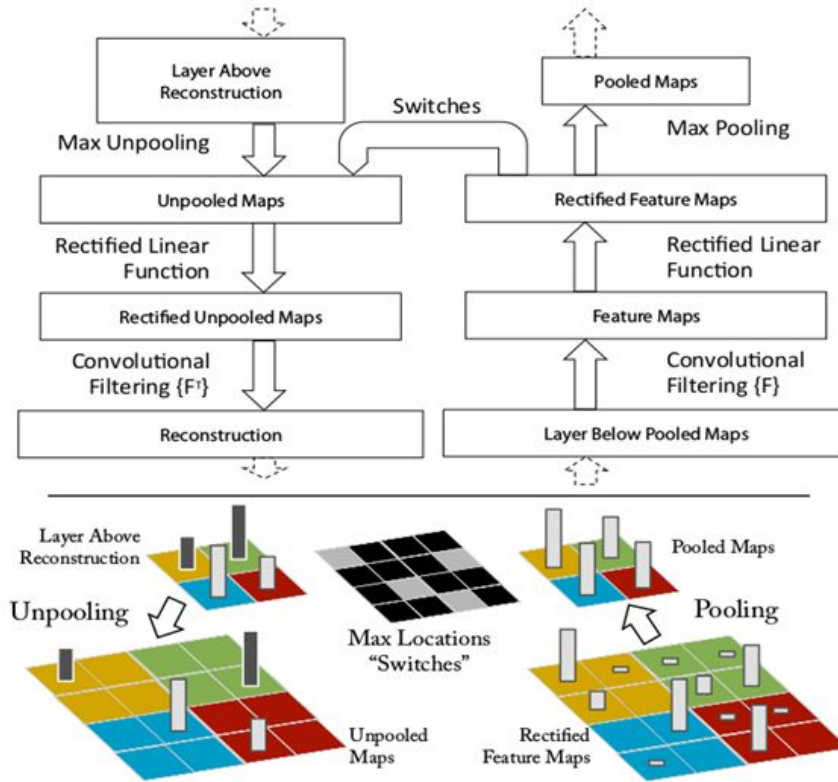 Layer Above
Reconstruction
Pooled Maps
Switches
Max Unpooling
Max Pooling
Unpooled Maps
Rectified Feature Maps
Rectified Linear
Function
Rectified Linear
Function
Rectified Unpooled Maps
Feature Maps
Convolutional
Filtering {Fᵀ}
Convolutional
Filtering {F}
Reconstruction
Layer Below Pooled Maps
Layer Above
Reconstruction
Pooled Maps
Unpooling
Pooling
Max Locations
“Switches”
Unpooled
Maps
Rectified
Feature Maps